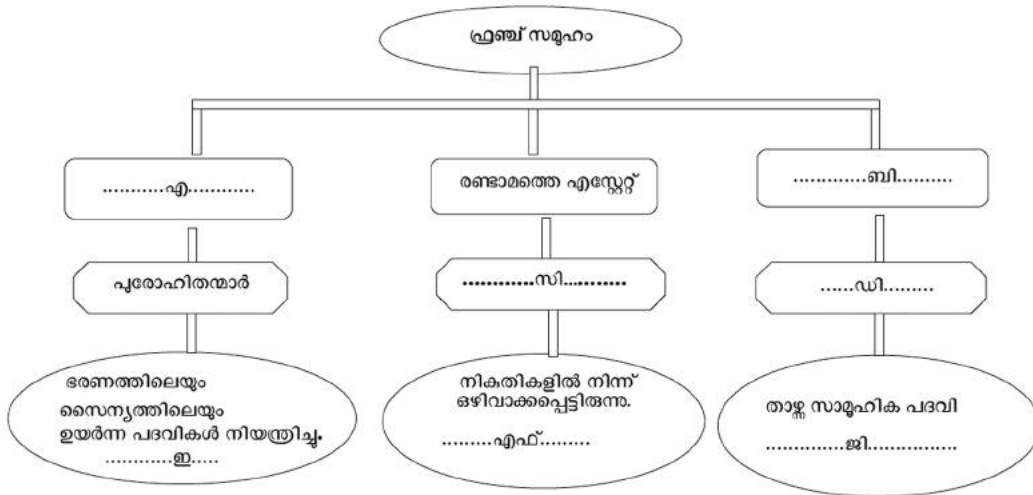 ഫ്രഞ്ച് സമൂഹം
...........എ...........
രണ്ടാമത്തെ എസ്റ്റേറ്റ്
.............ബി..........
പുരോഹിതന്മാർ
............സി............
......ഡി.........
ഭരണത്തിലെയും
സൈന്യത്തിലെയും
ഉയർന്ന പദവികൾ നിയന്ത്രിച്ചു.
............ഇ.....
നികുതികളിൽ നിന്ന്
ഒഴിവാക്കപ്പെട്ടിരുന്നു.
.........എഫ്.........
താഴ്ന്ന സാമൂഹിക പദവി
..............ജി................